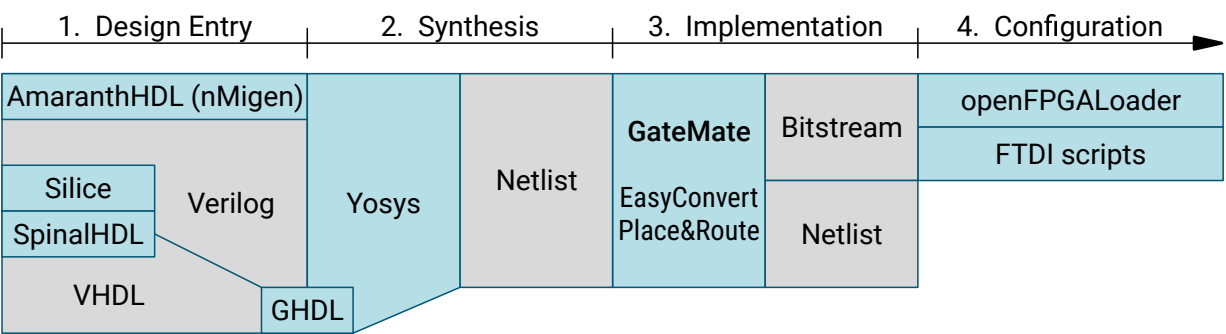 1. Design Entry
2. Synthesis
3. Implementation
4. Configuration
AmaranthHDL (nMigen)
Silice
SpinalHDL
Verilog
VHDL
GHDL
Yosys
Netlist
GateMate
EasyConvert
Place&Route
Bitstream
Netlist
openFPGALoader
FTDI scripts